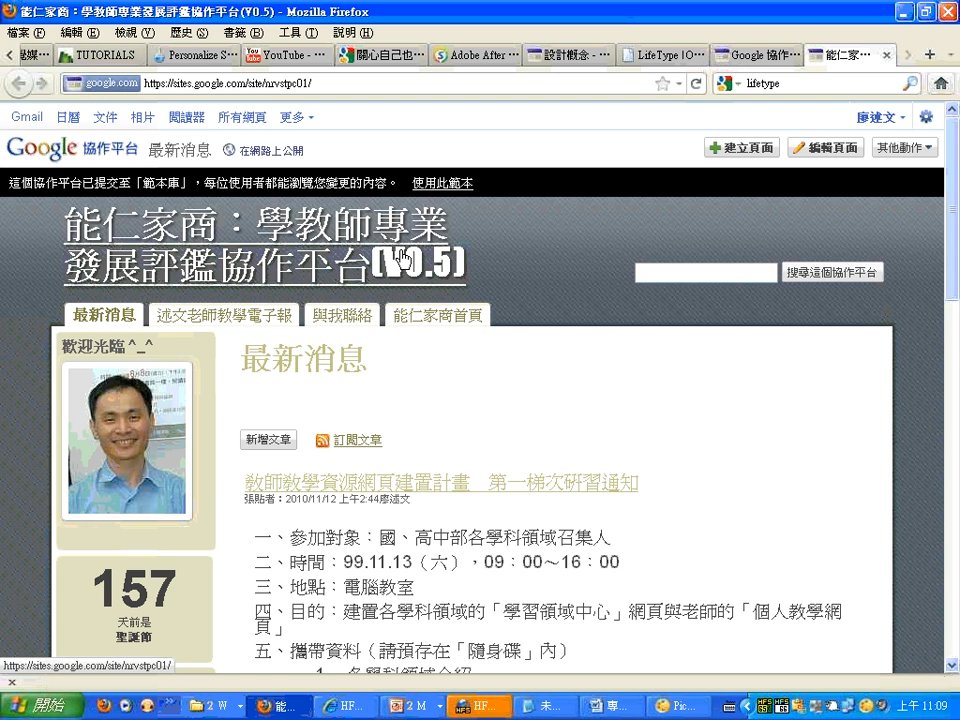 能仁家商：學教師專業發展評鑑協作平台(V0.5) - Mozilla Firefox
檔案(F) 編輯(E) 檢視(V) 歷史(S) 書籤(B) 工具(T) 說明(H)
TUTORIALS Personalize S… YouTube - … 關心自己也… Adobe After … 設計概念 - … LifeType | O… Google 協作… 能仁家…
google.com https://sites.google.com/site/nrvstpc01/ lifetype
Gmail 日曆 文件 相片 閱讀器 所有網頁 更多 廖述文
Google 協作平台 最新消息 在網路上公開 建立頁面 編輯頁面 其他動作
這個協作平台已提交至「範本庫」，每位使用者都能瀏覽您變更的內容。 使用此範本
能仁家商：學教師專業
發展評鑑協作平台(V0.5)
搜尋這個協作平台
最新消息 述文老師教學電子報 與我聯絡 能仁家商首頁
歡迎光臨^_^
最新消息
新增文章 訂閱文章
教師教學資源網頁建置計畫 第一梯次研習通知
張貼者：2010/11/12 上午2:44廖述文
一、參加對象：國、高中部各學科領域召集人
二、時間：99.11.13（六），09：00～16：00
三、地點：電腦教室
四、目的：建置各學科領域的「學習領域中心」網頁與老師的「個人教學網
頁」
五、攜帶資料（請預存在「隨身碟」內）
157
天前是
聖誕節
https://sites.google.com/site/nrvstpc01/
開始 2 W 能… HF… 2 M HF… 未… 專… Pic… 上午 11:09